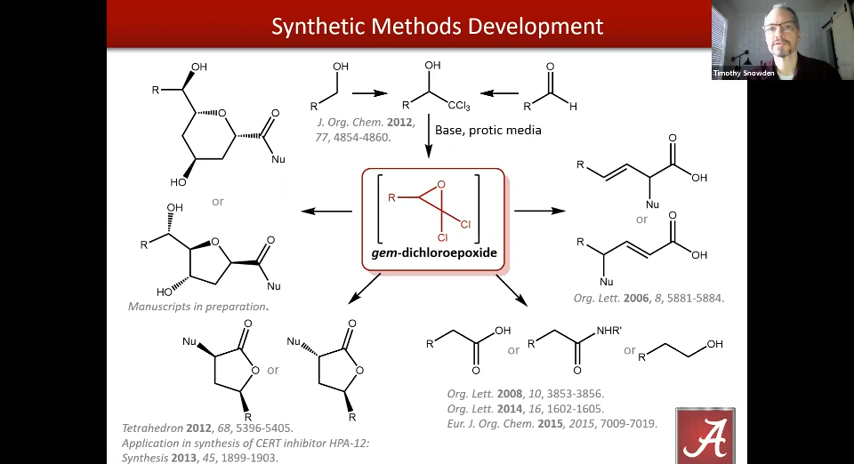 Synthetic Methods Development
Timothy Snowden
OH
R
O
O
Nu
HO
or
OH
R
O
O
Nu
HO
Manuscripts in preparation.
OH
R
J. Org. Chem. 2012,
77, 4854-4860.
OH
R
CCl3
O
R
H
Base, protic media
O
R
Cl
Cl
gem-dichloroepoxide
O
R
OH
Nu
or
O
R
OH
Nu
Org. Lett. 2006, 8, 5881-5884.
Nu
O
O
R
or
Nu
O
O
R
Tetrahedron 2012, 68, 5396-5405.
Application in synthesis of CERT inhibitor HPA-12:
Synthesis 2013, 45, 1899-1903.
R
OH
O
or
R
NHR'
O
or
R
OH
Org. Lett. 2008, 10, 3853-3856.
Org. Lett. 2014, 16, 1602-1605.
Eur. J. Org. Chem. 2015, 2015, 7009-7019.
A